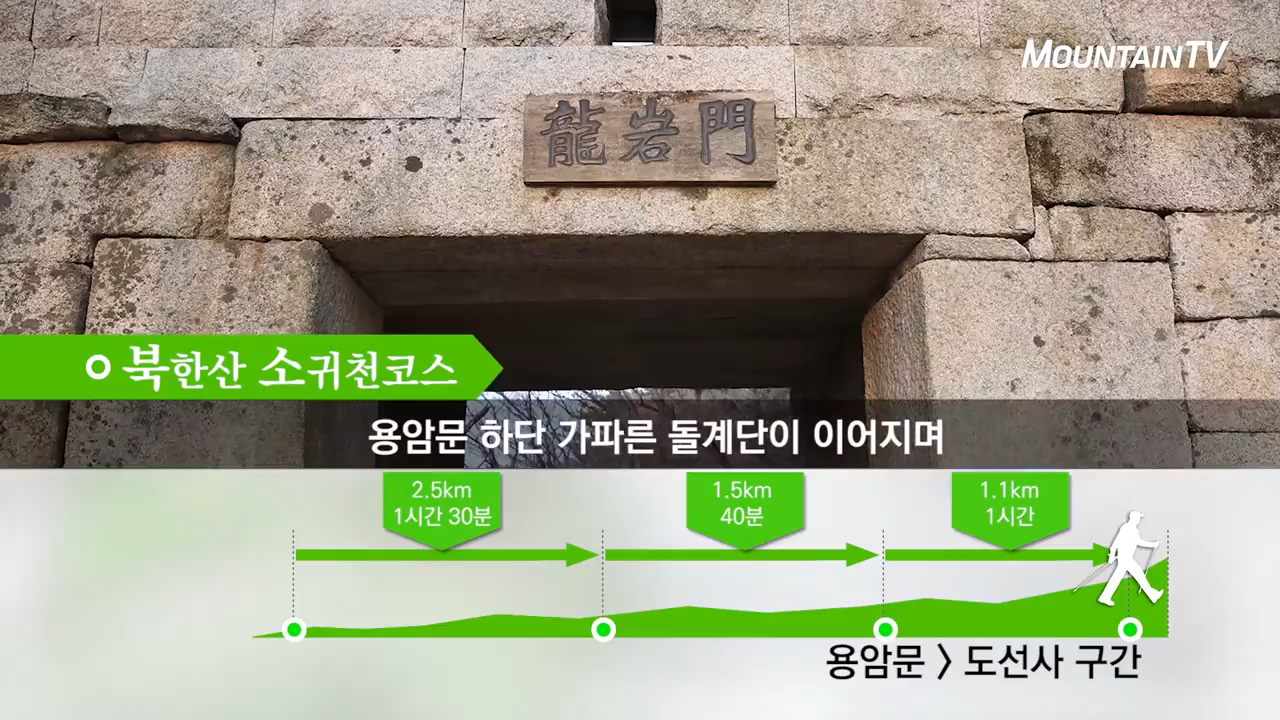 MOUNTAINTV
龍岩門
북한산 소귀천코스
용암문 하단 가파른 돌계단이 이어지며
2.5km
1시간 30분
1.5km
40분
1.1km
1시간
용암문 > 도선사 구간